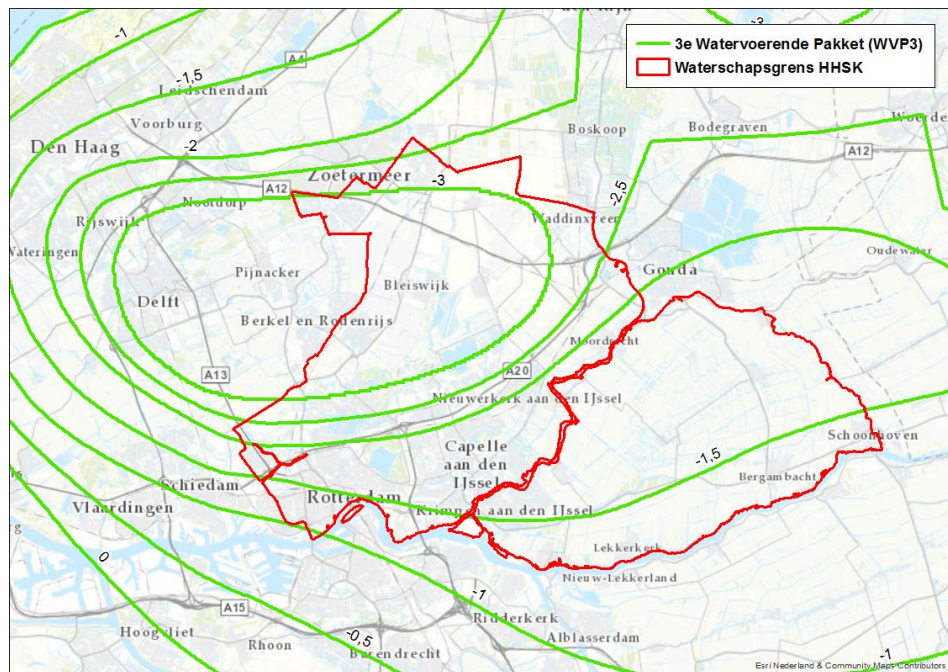 3e Watervoerende Pakket (WVP3)
Waterschapsgrens HHSK
-1
-3
A4
-1,5
Leidschendam
Voorburg
Boskoop
Bodegraven
Den Haag
-2
A12
A12
Zoetermeer
-3
Noordorp
-2,5
Rijswijk
Waddinxveen
Wateringen
Oudewater
Pijnacker
Gouda
Bleiswijk
Delft
Berkel en Rodenrijs
Moordrecht
A13
A20
Nieuwerkerk aan den IJssel
Schoonhoven
Capelle
aan den
IJssel
-1,5
Bergambacht
Schiedam
Rotterdam
Vlaardingen
Krimpen aan den IJssel
Lekkerkerk
0
Nieuw-Lekkerland
-1
A15
Ridderkerk
Hoogvliet
-0,5
Rhoon
Alblasserdam
Barendrecht
-1
Esri Nederland & Community Maps Contributors